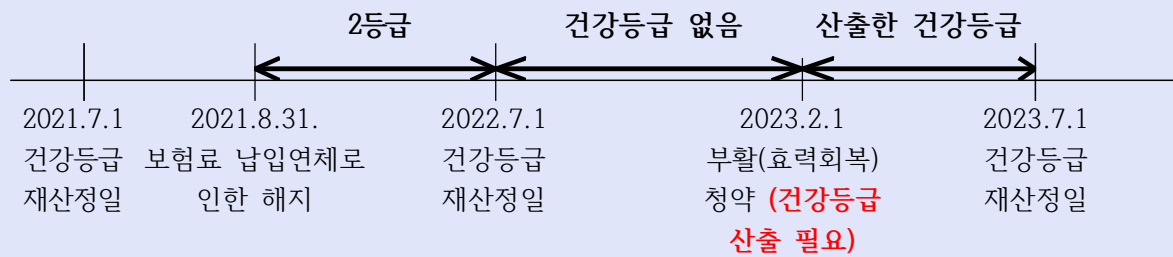 2등급 건강등급 없음 산출한 건강등급
2021.7.1 2021.8.31. 2022.7.1 2023.2.1 2023.7.1
건강등급 보험료 납입연체로 건강등급 부활(효력회복) 건강등급
재산정일 인한 해지 재산정일 청약 (건강등급 재산정일
산출 필요)